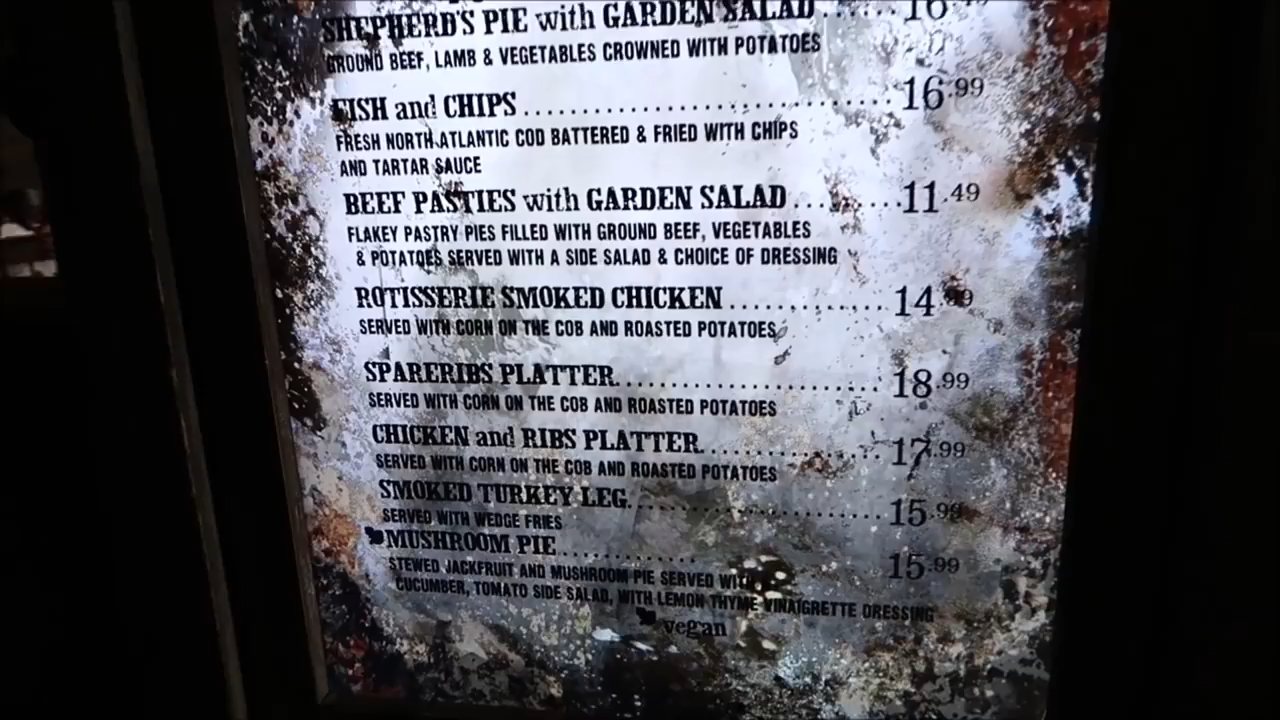 SHEPHERD'S PIE with GARDEN SALAD......
GROUND BEEF, LAMB & VEGETABLES CROWNED WITH POTATOES
FISH and CHIPS........................................16.99
FRESH NORTH ATLANTIC COD BATTERED & FRIED WITH CHIPS
AND TARTAR SAUCE
BEEF PASTIES with GARDEN SALAD...........11.49
FLAKEY PASTRY PIES FILLED WITH GROUND BEEF, VEGETABLES
& POTATOES SERVED WITH A SIDE SALAD & CHOICE OF DRESSING
ROTISSERIE SMOKED CHICKEN................14.99
SERVED WITH CORN ON THE COB AND ROASTED POTATOES
SPARERIBS PLATTER............................18.99
SERVED WITH CORN ON THE COB AND ROASTED POTATOES
CHICKEN and RIBS PLATTER...................17.99
SERVED WITH CORN ON THE COB AND ROASTED POTATOES
SMOKED TURKEY LEG..........................15.99
SERVED WITH WEDGE FRIES
MUSHROOM PIE...............15.99
STEWED JACKFRUIT AND MUSHROOM PIE SERVED WITH
CUCUMBER, TOMATO SIDE SALAD, WITH LEMON THYME VINAIGRETTE DRESSING
vegan